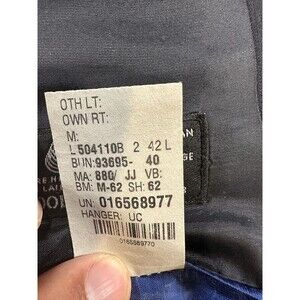 OTH LT:
OWN RT:
M:
L 504110B 2 42 L
BUN: 93695- 40
MA: 880/ JJ VB:
BM: M-62 SH: 62
UN: 016568977
HANGER: UC
0165689770